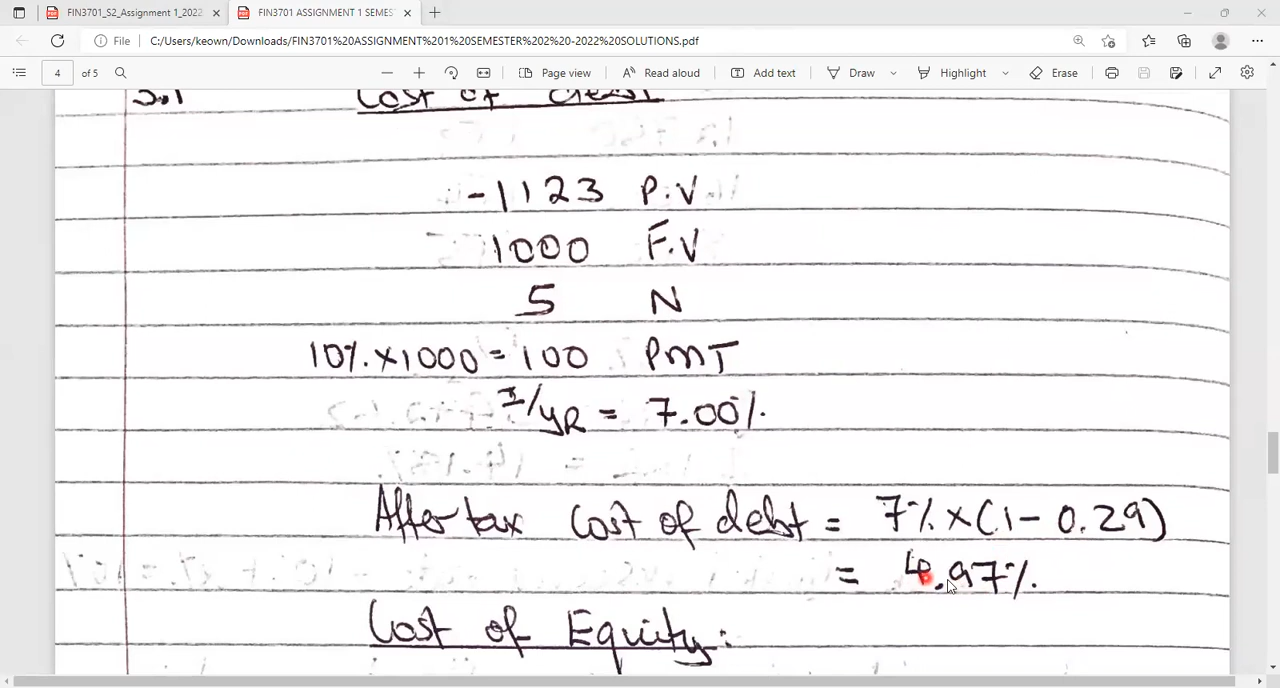 FIN3701_S2_Assignment 1_2022
FIN3701 ASSIGNMENT 1 SEMES
File C:/Users/keown/Downloads/FIN3701%20ASSIGNMENT%201%20SEMESTER%202%20-2022%20SOLUTIONS.pdf
4 of 5 Page view Read aloud Add text Draw Highlight Erase
3.1 Cost of debt
-1123 P.V
1000 F.V
5 N
10%.×1000=100 PMT
I/YR = 7.00%.
After tax Cost of debt = 7%×(1-0.29)
= 4.97%.
Cost of Equity: